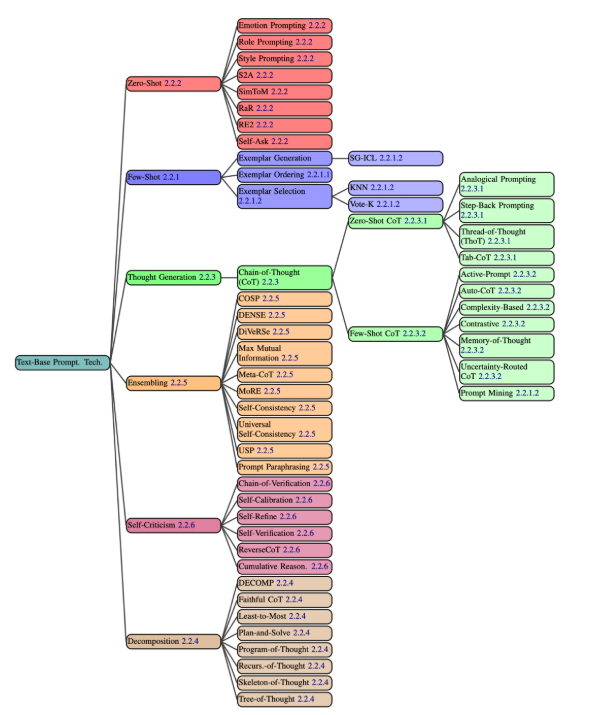 Text-Base Prompt. Tech.
Zero-Shot 2.2.2
Emotion Prompting 2.2.2
Role Prompting 2.2.2
Style Prompting 2.2.2
S2A 2.2.2
SimToM 2.2.2
RaR 2.2.2
RE2 2.2.2
Self-Ask 2.2.2
Few-Shot 2.2.1
Exemplar Generation
SG-ICL 2.2.1.2
Exemplar Ordering 2.2.1.1
Exemplar Selection
2.2.1.2
KNN 2.2.1.2
Vote-K 2.2.1.2
Thought Generation 2.2.3
Chain-of-Thought
(CoT) 2.2.3
Zero-Shot CoT 2.2.3.1
Analogical Prompting
2.2.3.1
Step-Back Prompting
2.2.3.1
Thread-of-Thought
(ThoT) 2.2.3.1
Tab-CoT 2.2.3.1
Few-Shot CoT 2.2.3.2
Active-Prompt 2.2.3.2
Auto-CoT 2.2.3.2
Complexity-Based 2.2.3.2
Contrastive 2.2.3.2
Memory-of-Thought
2.2.3.2
Uncertainty-Routed
CoT 2.2.3.2
Prompt Mining 2.2.1.2
Ensembling 2.2.5
COSP 2.2.5
DENSE 2.2.5
DiVeRSe 2.2.5
Max Mutual
Information 2.2.5
Meta-CoT 2.2.5
MoRE 2.2.5
Self-Consistency 2.2.5
Universal
Self-Consistency 2.2.5
USP 2.2.5
Prompt Paraphrasing 2.2.5
Self-Criticism 2.2.6
Chain-of-Verification 2.2.6
Self-Calibration 2.2.6
Self-Refine 2.2.6
Self-Verification 2.2.6
ReverseCoT 2.2.6
Cumulative Reason. 2.2.6
Decomposition 2.2.4
DECOMP 2.2.4
Faithful CoT 2.2.4
Least-to-Most 2.2.4
Plan-and-Solve 2.2.4
Program-of-Thought 2.2.4
Recurs.-of-Thought 2.2.4
Skeleton-of-Thought 2.2.4
Tree-of-Thought 2.2.4